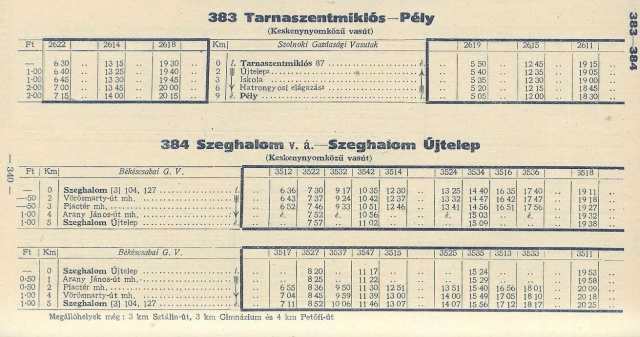 383 Tarnaszentmiklós—Pély
(Keskenynyomközű vasút)
383—384
Ft 2622 2614 2618 Km Szolnoki Gazdasági Vasutak 2619 2615 2611
— 6 30 13 15 19 30 0 Tarnaszentmiklós 87 5 50 12 45 19 15
1·00 6 40 13 25 19 40 2 Újtelep 5 40 12 35 19 05
1·00 6 45 13 30 19 45 3 Iskola 5 35 12 30 19 00
2·00 7 00 13 45 20 00 6 Hatrongyosi elágazás 5 20 12 15 18 45
2·00 7 15 14 00 20 15 9 Pély 5 05 12 00 18 30
384 Szeghalom v. á.—Szeghalom Újtelep
(Keskenynyomközű vasút)
— 340 —
Ft Km Békéscsabai G. V. 3512 3522 3532 3542 3514 3524 3534 3516 3536 3518
— 0 Szeghalom [3] 104, 127 6 36 7 30 9 17 10 35 12 30 13 25 14 40 16 35 17 40 19 11
—50 2 Vörösmarty-út mh. 6 43 7 37 9 24 10 42 12 37 13 32 14 47 16 42 17 47 19 18
—50 3 Piactér mh. 6 52 7 46 9 33 10 51 12 46 13 41 14 56 16 51 17 56 19 27
1·00 4 Arany János-út mh. é. 7 52 é. 10 56 é. 15 03 é. é. 19 32
1·00 5 Szeghalom Újtelep 7 57 11 02 15 09 19 38
Ft Km Békéscsabai G. V. 3517 3527 3537 3547 3513 3525 3535 3515 3533 3511
— 0 Szeghalom Újtelep 8 20 11 17 15 24 19 53
0·50 1 Arany János-út mh. 8 25 11 22 15 29 19 58
0·50 2 Piactér mh. 6 55 8 36 9 50 11 30 12 51 13 51 15 40 16 56 18 01 20 09
1·00 4 Vörösmarty-út mh. 7 04 8 45 9 59 11 39 13 00 14 00 15 49 17 05 18 10 20 18
1·00 5 Szeghalom [3] 104, 127 7 11 8 52 10 06 11 46 13 07 14 07 15 56 17 12 18 17 20 25
Megállóhelyek még: 3 km Sztálin-út, 3 km Gimnázium és 4 km Petőfi-út